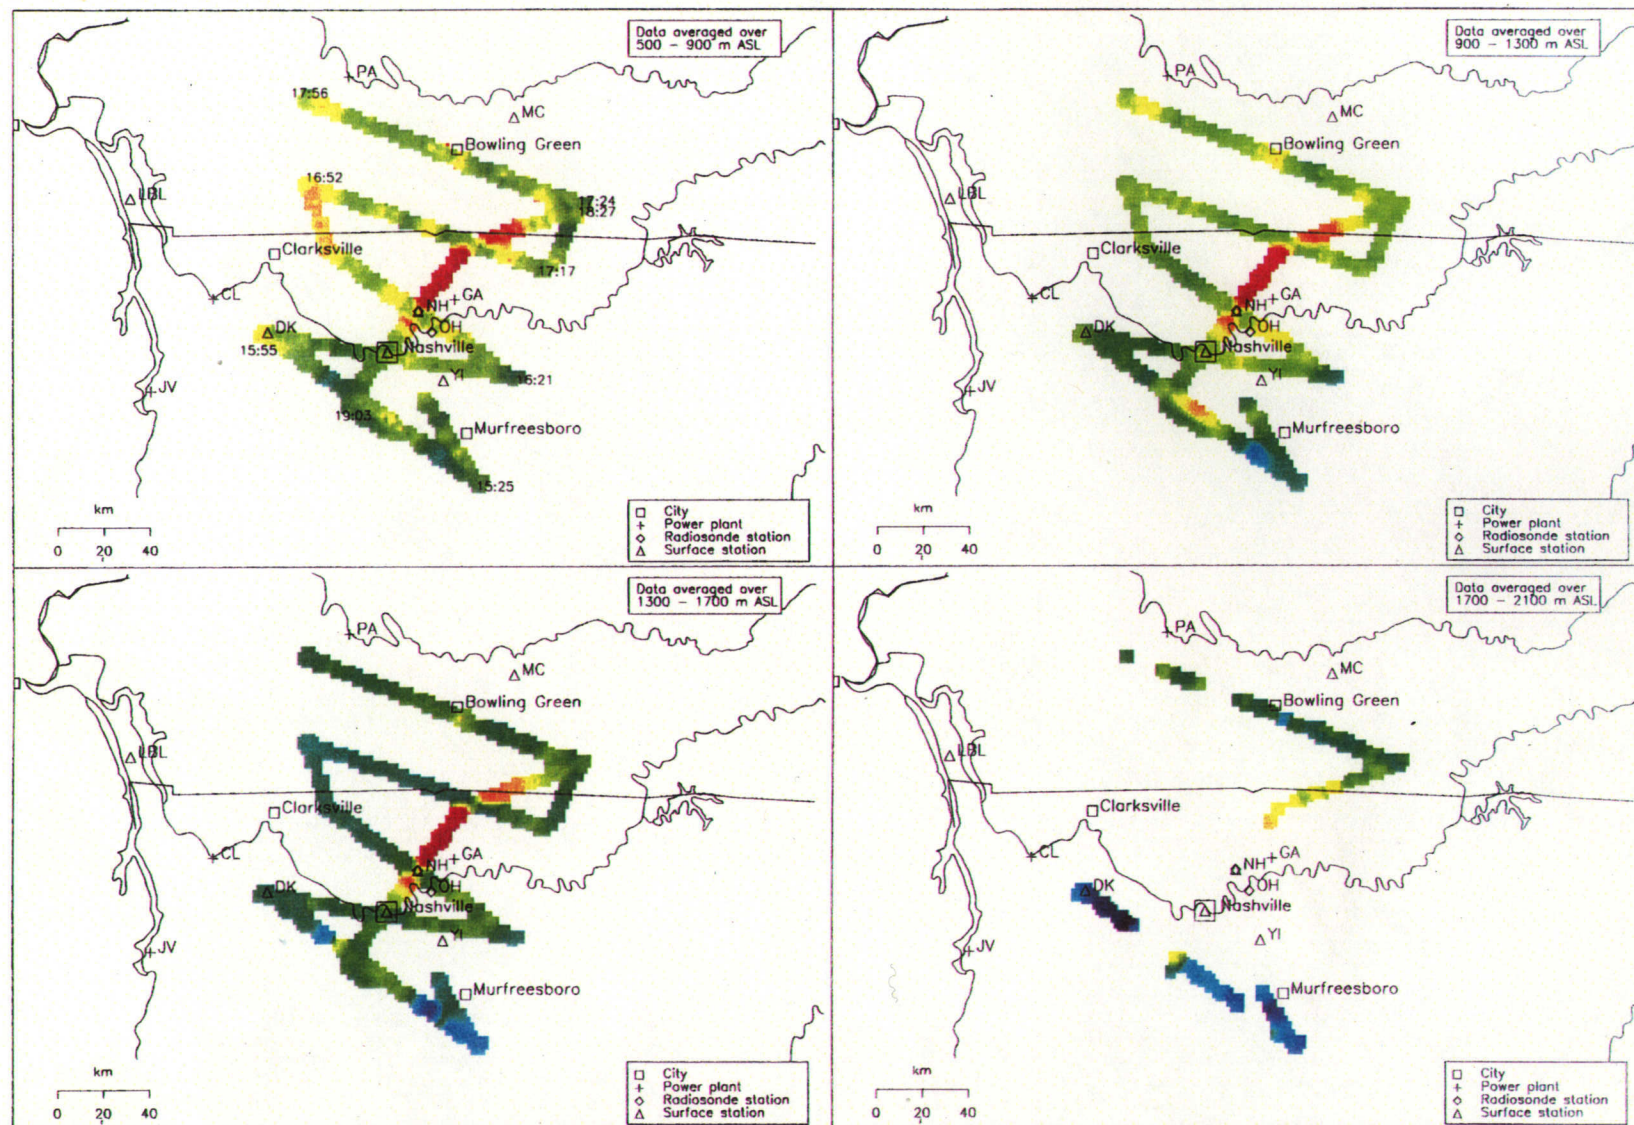 Data averaged over
500 - 900 m ASL
PA
17:56
MC
Bowling Green
16:52
LBL
17:24
18:27
Clarksville
17:17
CL
NH
GA
DK
OH
15:55
Nashville
YI
16:21
JV
19:03
Murfreesboro
15:25
km
0 20 40
City
Power plant
Radiosonde station
Surface station
Data averaged over
900 - 1300 m ASL
PA
MC
Bowling Green
LBL
Clarksville
CL
NH
GA
DK
OH
Nashville
YI
JV
Murfreesboro
km
0 20 40
City
Power plant
Radiosonde station
Surface station
Data averaged over
1300 - 1700 m ASL
PA
MC
Bowling Green
LBL
Clarksville
CL
NH
GA
DK
OH
Nashville
YI
JV
Murfreesboro
km
0 20 40
City
Power plant
Radiosonde station
Surface station
Data averaged over
1700 - 2100 m ASL
PA
MC
Bowling Green
LBL
Clarksville
CL
NH
GA
DK
OH
Nashville
YI
JV
Murfreesboro
km
0 20 40
City
Power plant
Radiosonde station
Surface station